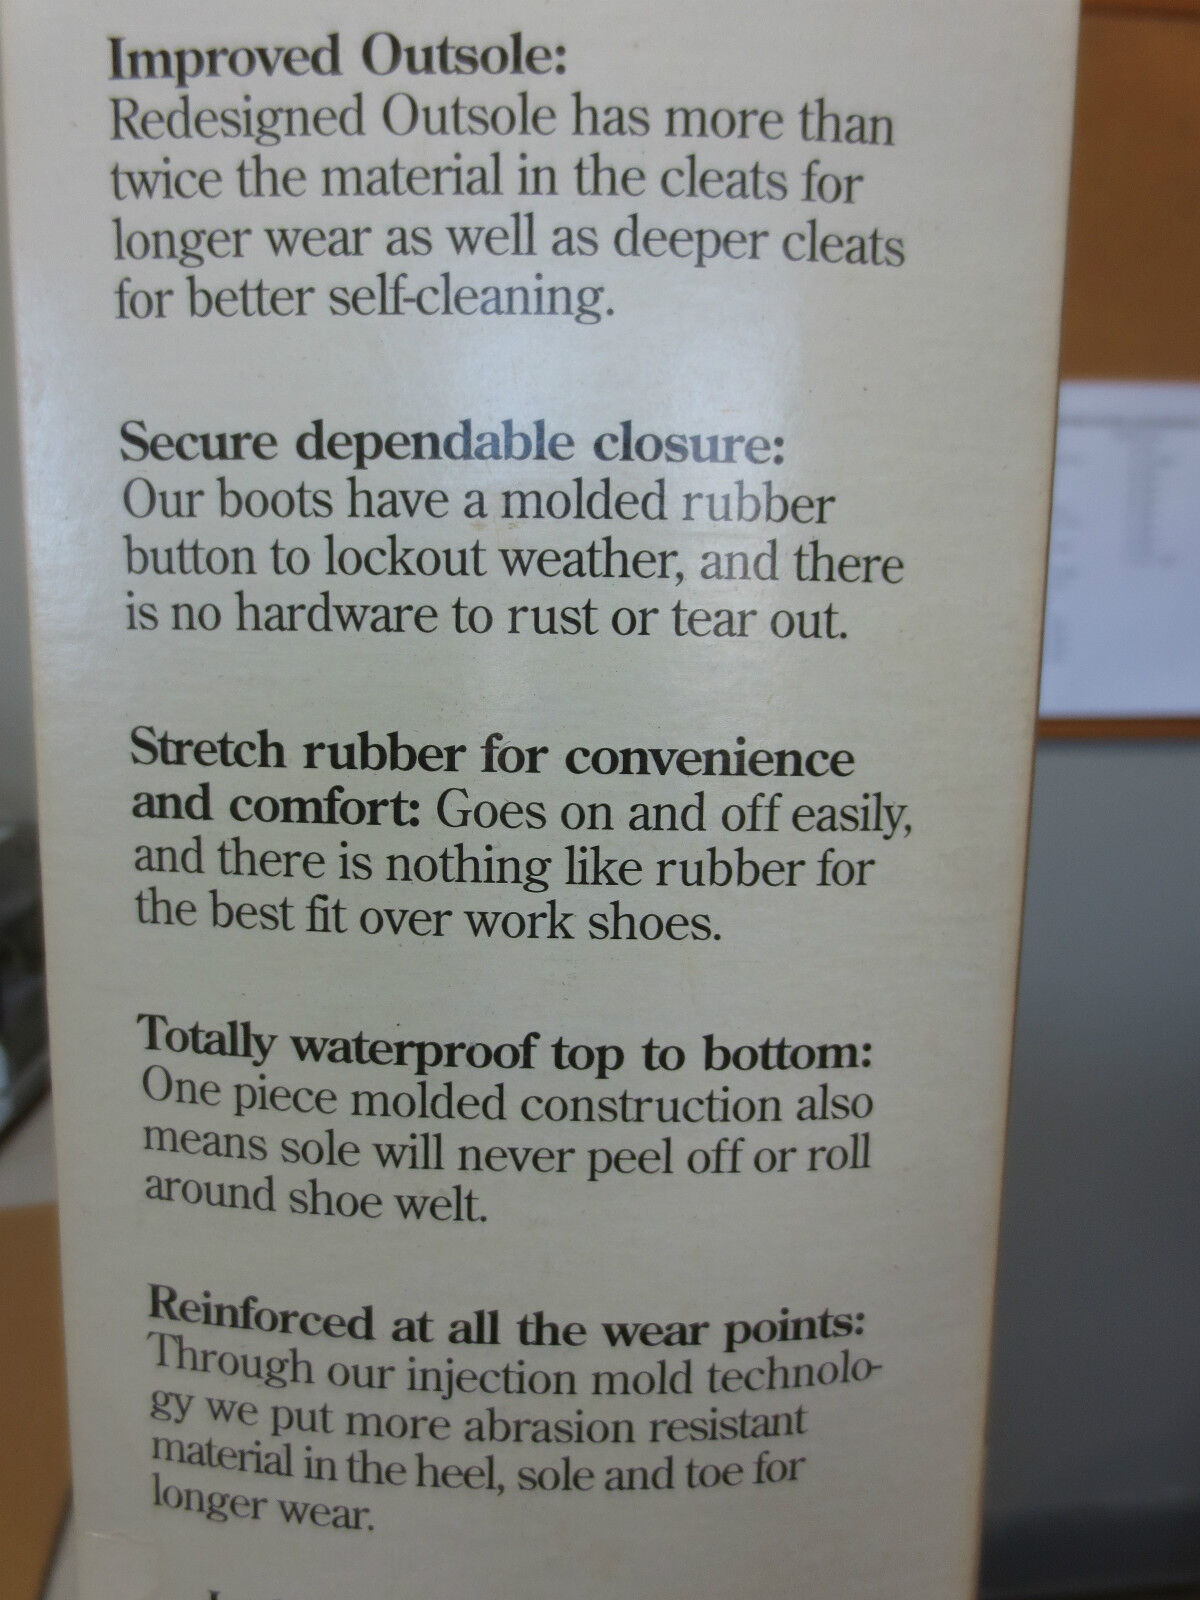 Improved Outsole:
Redesigned Outsole has more than
twice the material in the cleats for
longer wear as well as deeper cleats
for better self-cleaning.
Secure dependable closure:
Our boots have a molded rubber
button to lockout weather, and there
is no hardware to rust or tear out.
Stretch rubber for convenience
and comfort: Goes on and off easily,
and there is nothing like rubber for
the best fit over work shoes.
Totally waterproof top to bottom:
One piece molded construction also
means sole will never peel off or roll
around shoe welt.
Reinforced at all the wear points:
Through our injection mold technolo-
gy we put more abrasion resistant
material in the heel, sole and toe for
longer wear.